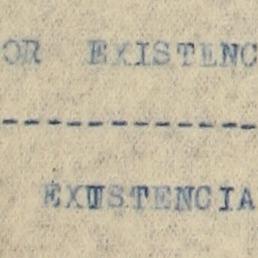 OR EXISTENC
------------
EXISTENCIA